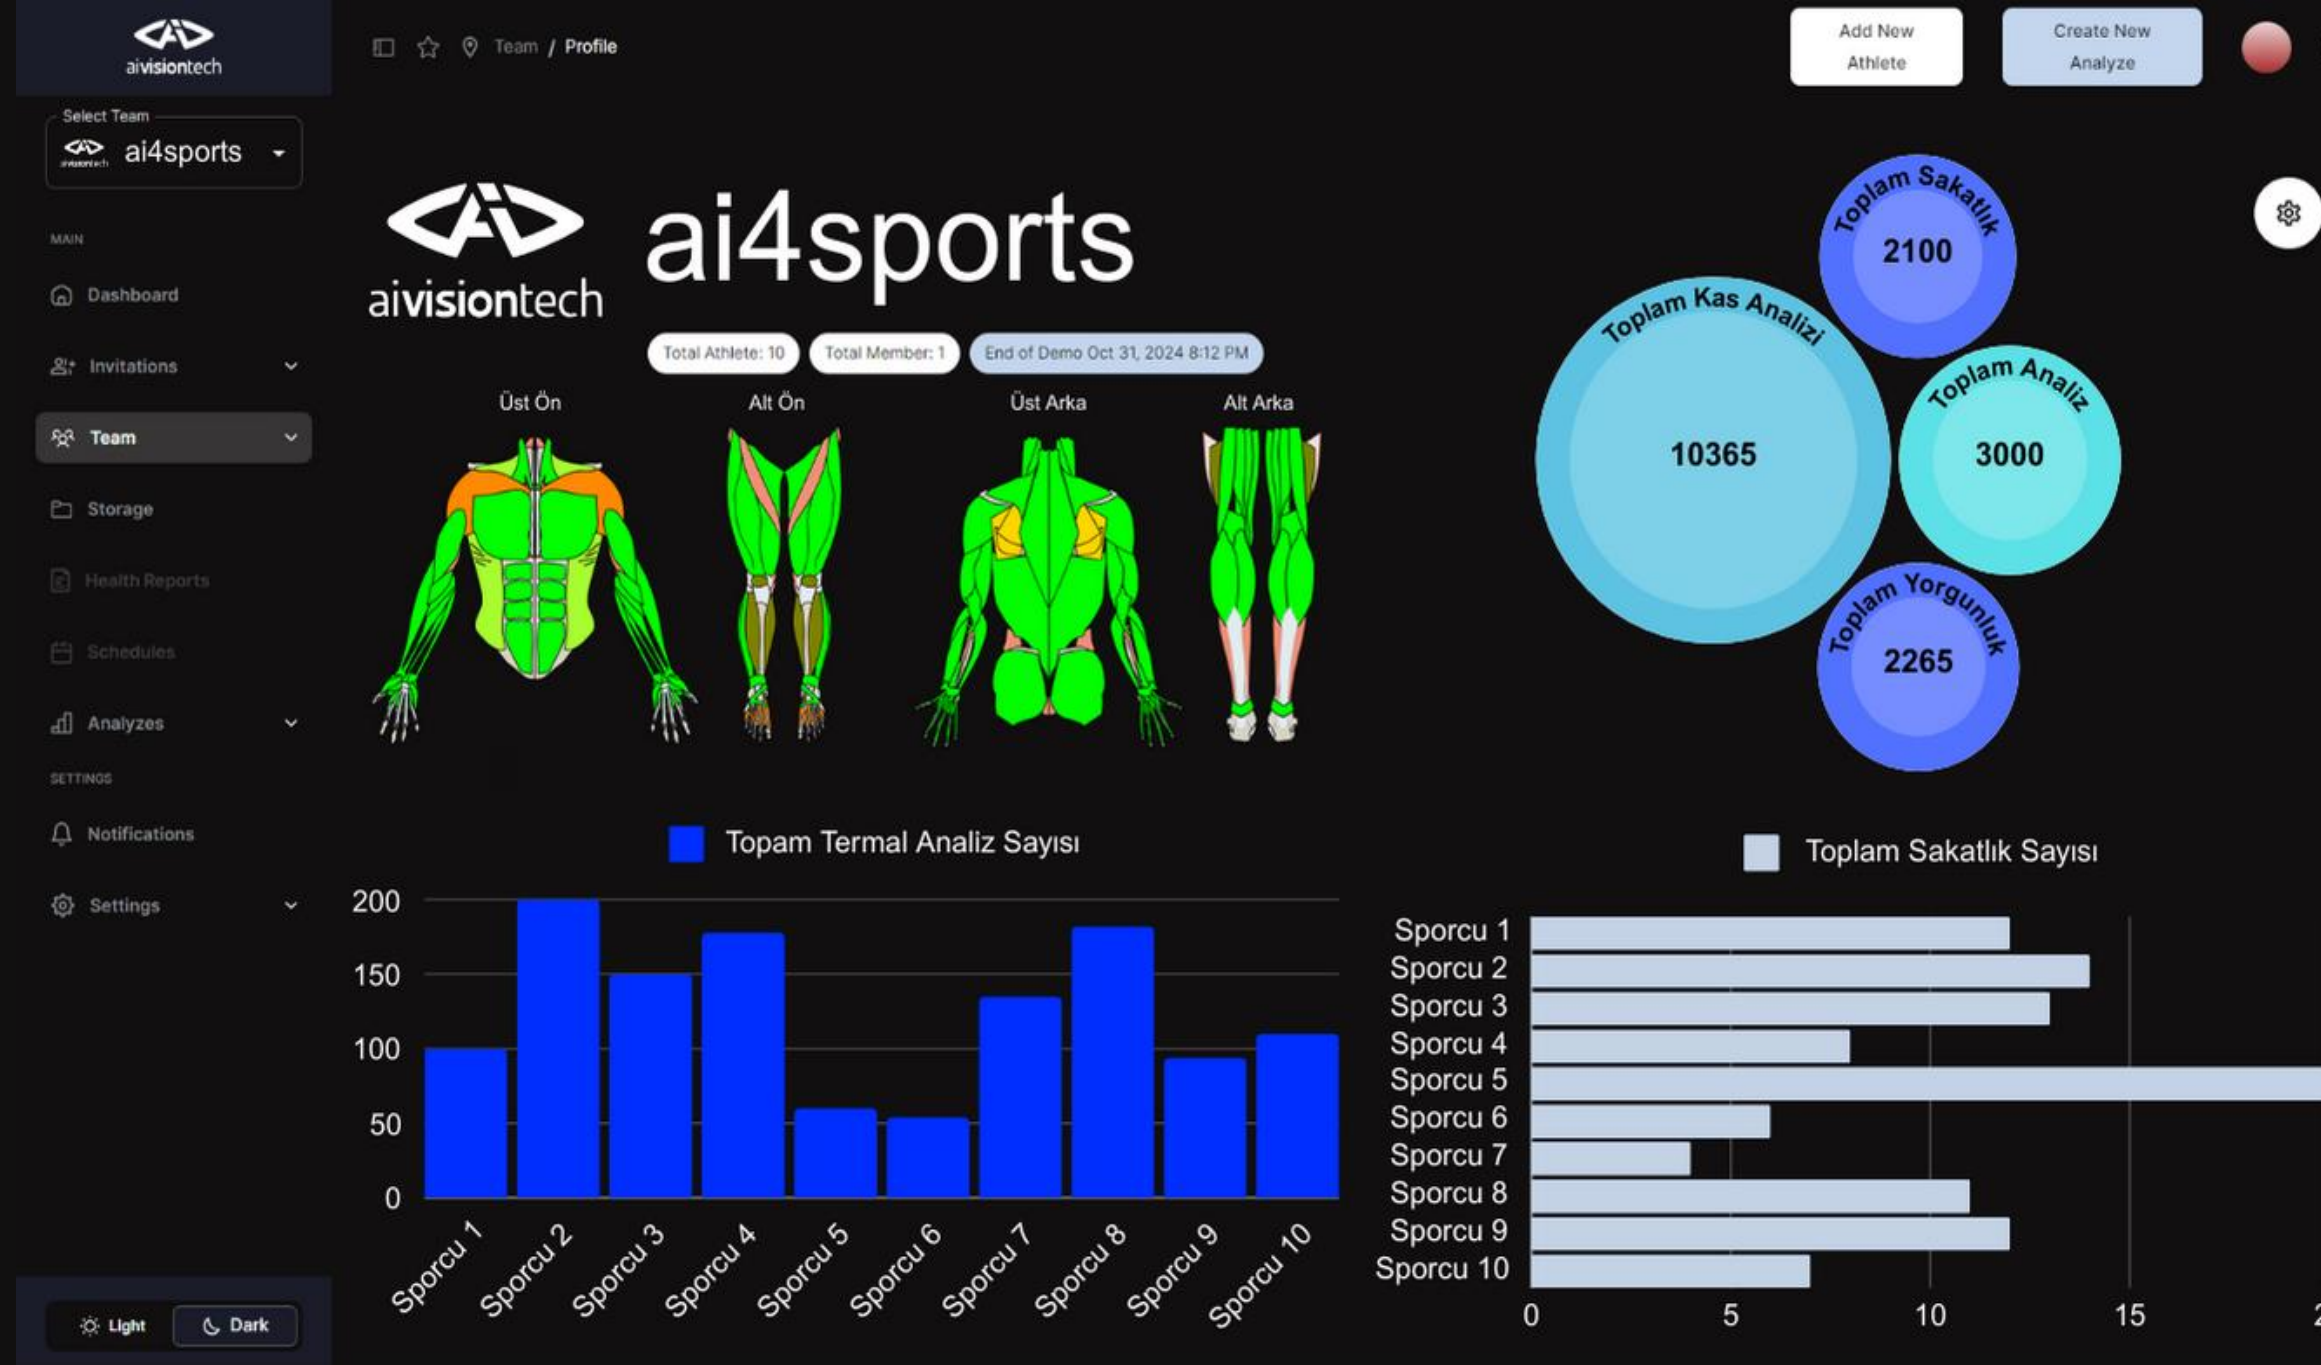 aivisiontech
Team / Profile
Add New
Athlete
Create New
Analyze
Select Team
ai4sports
MAIN
Dashboard
Invitations
Team
Storage
Health Reports
Schedules
Analyzes
SETTINGS
Notifications
Settings
Light
Dark
aivisiontech
ai4sports
Total Athlete: 10
Total Member: 1
End of Demo Oct 31, 2024 8:12 PM
Üst Ön
Alt Ön
Üst Arka
Alt Arka
Toplam Sakatlık
2100
Toplam Kas Analizi
10365
Toplam Analiz
3000
Toplam Yorgunluk
2265
Topam Termal Analiz Sayısı
200
150
100
50
0
Sporcu 1
Sporcu 2
Sporcu 3
Sporcu 4
Sporcu 5
Sporcu 6
Sporcu 7
Sporcu 8
Sporcu 9
Sporcu 10
Toplam Sakatlık Sayısı
Sporcu 1
Sporcu 2
Sporcu 3
Sporcu 4
Sporcu 5
Sporcu 6
Sporcu 7
Sporcu 8
Sporcu 9
Sporcu 10
0 5 10 15